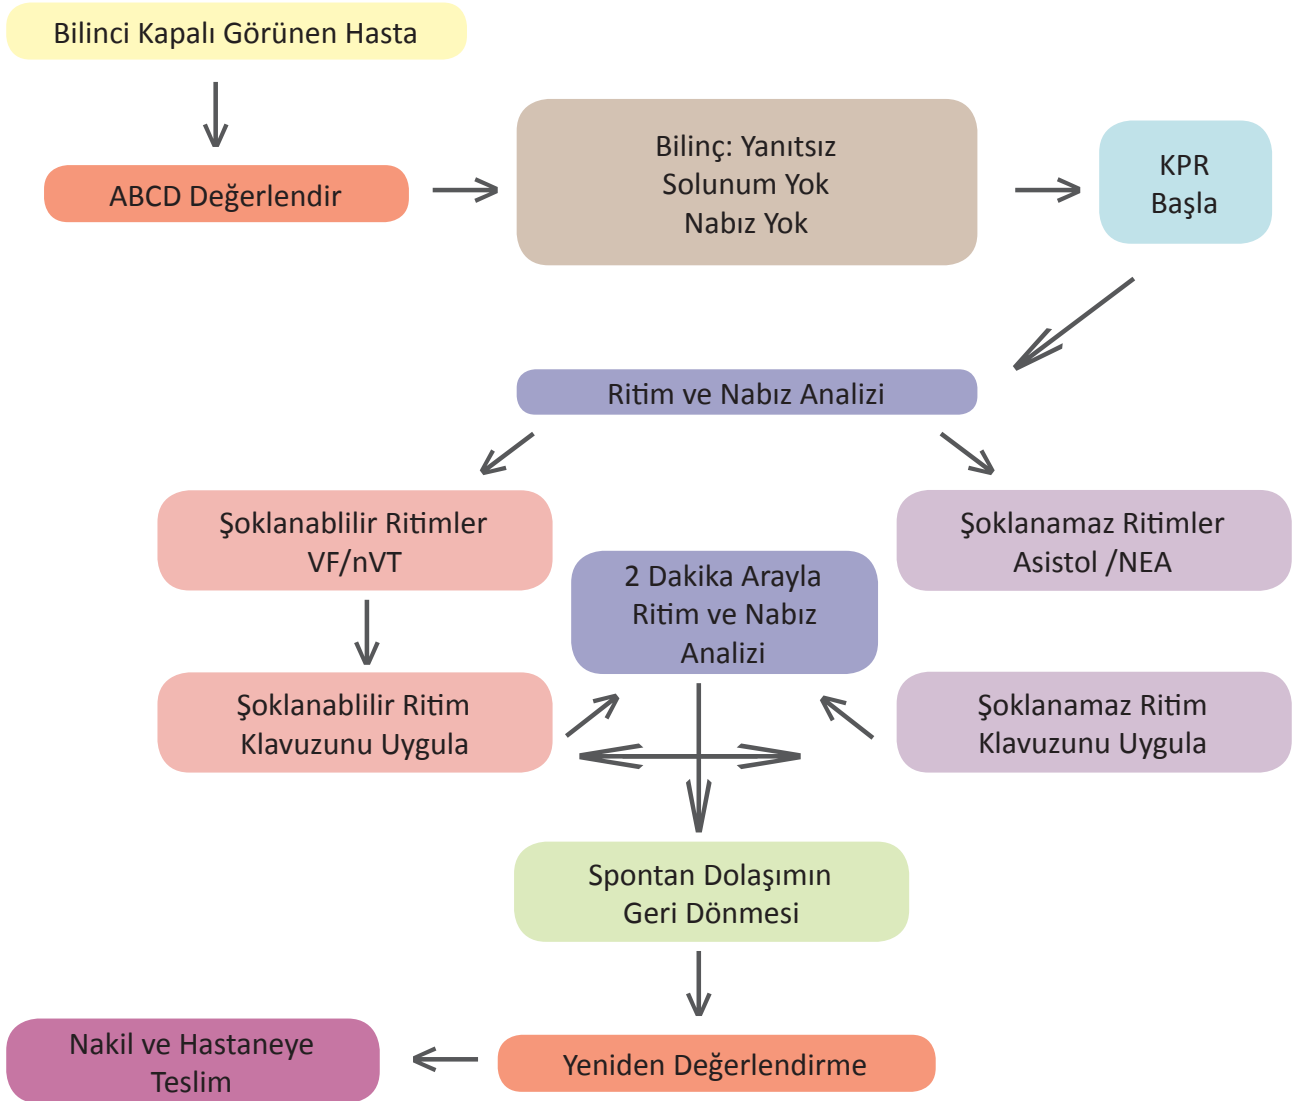 Bilinci Kapalı Görünen Hasta
ABCD Değerlendir
Bilinç: Yanıtsız
Solunum Yok
Nabız Yok
KPR
Başla
Ritim ve Nabız Analizi
Şoklanablilir Ritimler
VF/nVT
Şoklanamaz Ritimler
Asistol /NEA
2 Dakika Arayla
Ritim ve Nabız
Analizi
Şoklanablilir Ritim
Klavuzunu Uygula
Şoklanamaz Ritim
Klavuzunu Uygula
Spontan Dolaşımın
Geri Dönmesi
Yeniden Değerlendirme
Nakil ve Hastaneye
Teslim